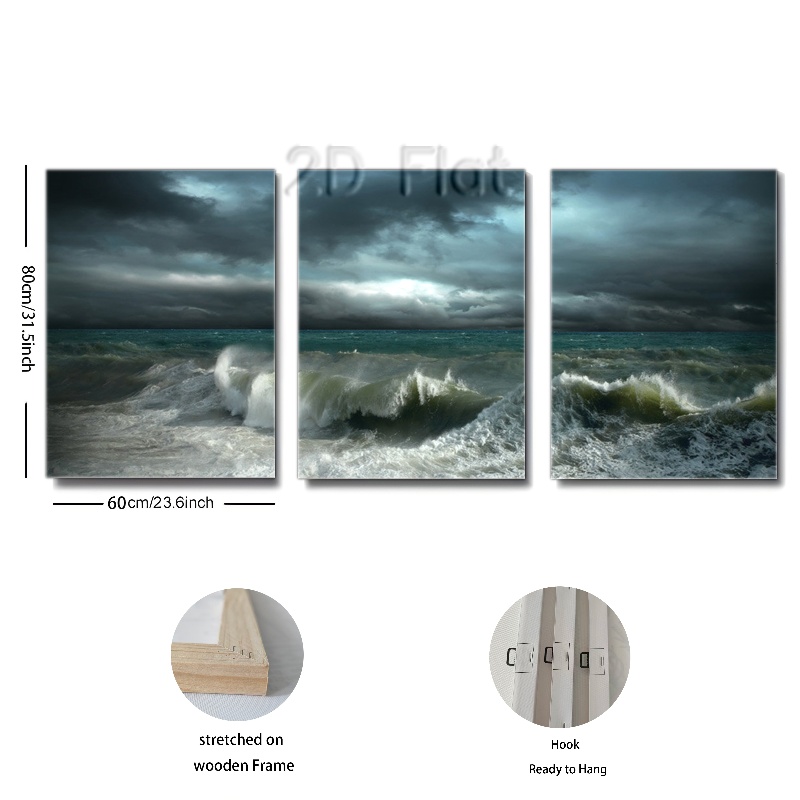 2D Flat
80cm/31.5inch
60cm/23.6inch
stretched on
wooden Frame
Hook
Ready to Hang